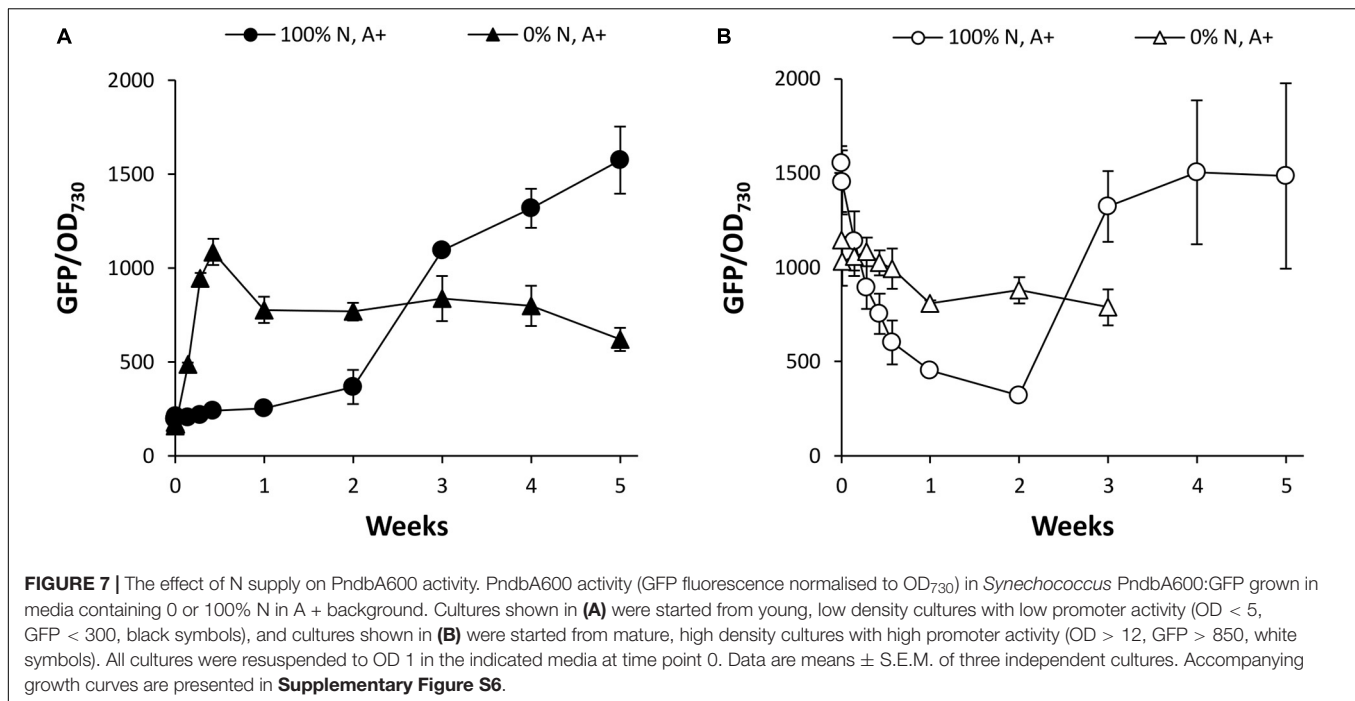 A
100% N, A+
0% N, A+
GFP/OD730
2000
1500
1000
500
0
0 1 2 3 4 5
Weeks
B
100% N, A+
0% N, A+
GFP/OD730
2000
1500
1000
500
0
0 1 2 3 4 5
Weeks
FIGURE 7 | The effect of N supply on PndbA600 activity. PndbA600 activity (GFP fluorescence normalised to OD730) in Synechococcus PndbA600:GFP grown in
media containing 0 or 100% N in A + background. Cultures shown in (A) were started from young, low density cultures with low promoter activity (OD < 5,
GFP < 300, black symbols), and cultures shown in (B) were started from mature, high density cultures with high promoter activity (OD > 12, GFP > 850, white
symbols). All cultures were resuspended to OD 1 in the indicated media at time point 0. Data are means ± S.E.M. of three independent cultures. Accompanying
growth curves are presented in Supplementary Figure S6.